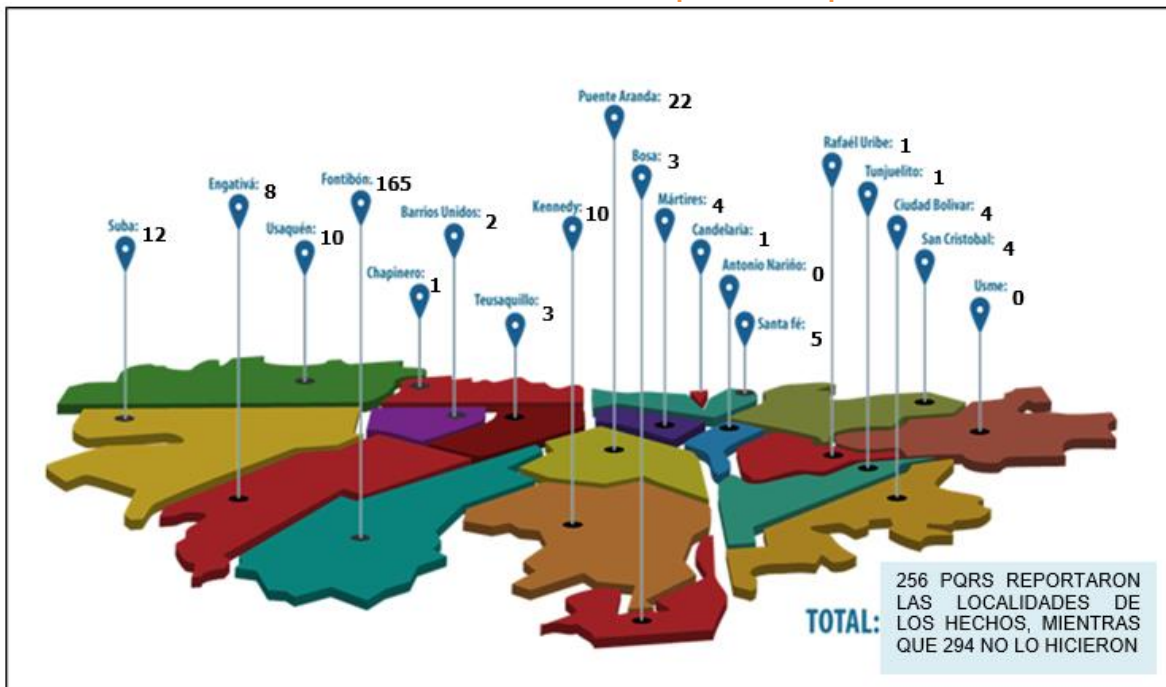 Puente Aranda: 22
Rafaél Uribe: 1
Bosa: 3
Tunjuelito: 1
Engativá: 8
Fontibón: 165
Mártires: 4
Ciudad Bolivar: 4
Kennedy: 10
Barrios Unidos: 2
Suba: 12
Usaquén: 10
Candelaria: 1
San Cristobal: 4
Antonio Nariño: 0
Chapinero: 1
Usme: 0
Teusaquillo: 3
Santa fé: 5
TOTAL:
256 PQRS REPORTARON
LAS LOCALIDADES DE
LOS HECHOS, MIENTRAS
QUE 294 NO LO HICIERON